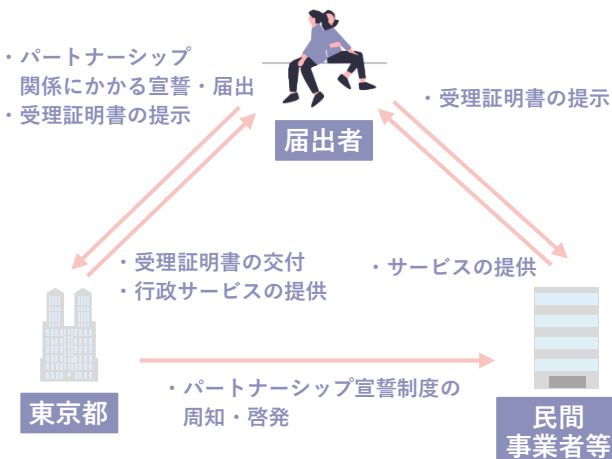 ・パートナーシップ
関係にかかる宣誓・届出
・受理証明書の提示
・受理証明書の提示
届出者
・受理証明書の交付
・行政サービスの提供
・サービスの提供
・パートナーシップ宣誓制度の
周知・啓発
東京都
民間
事業者等